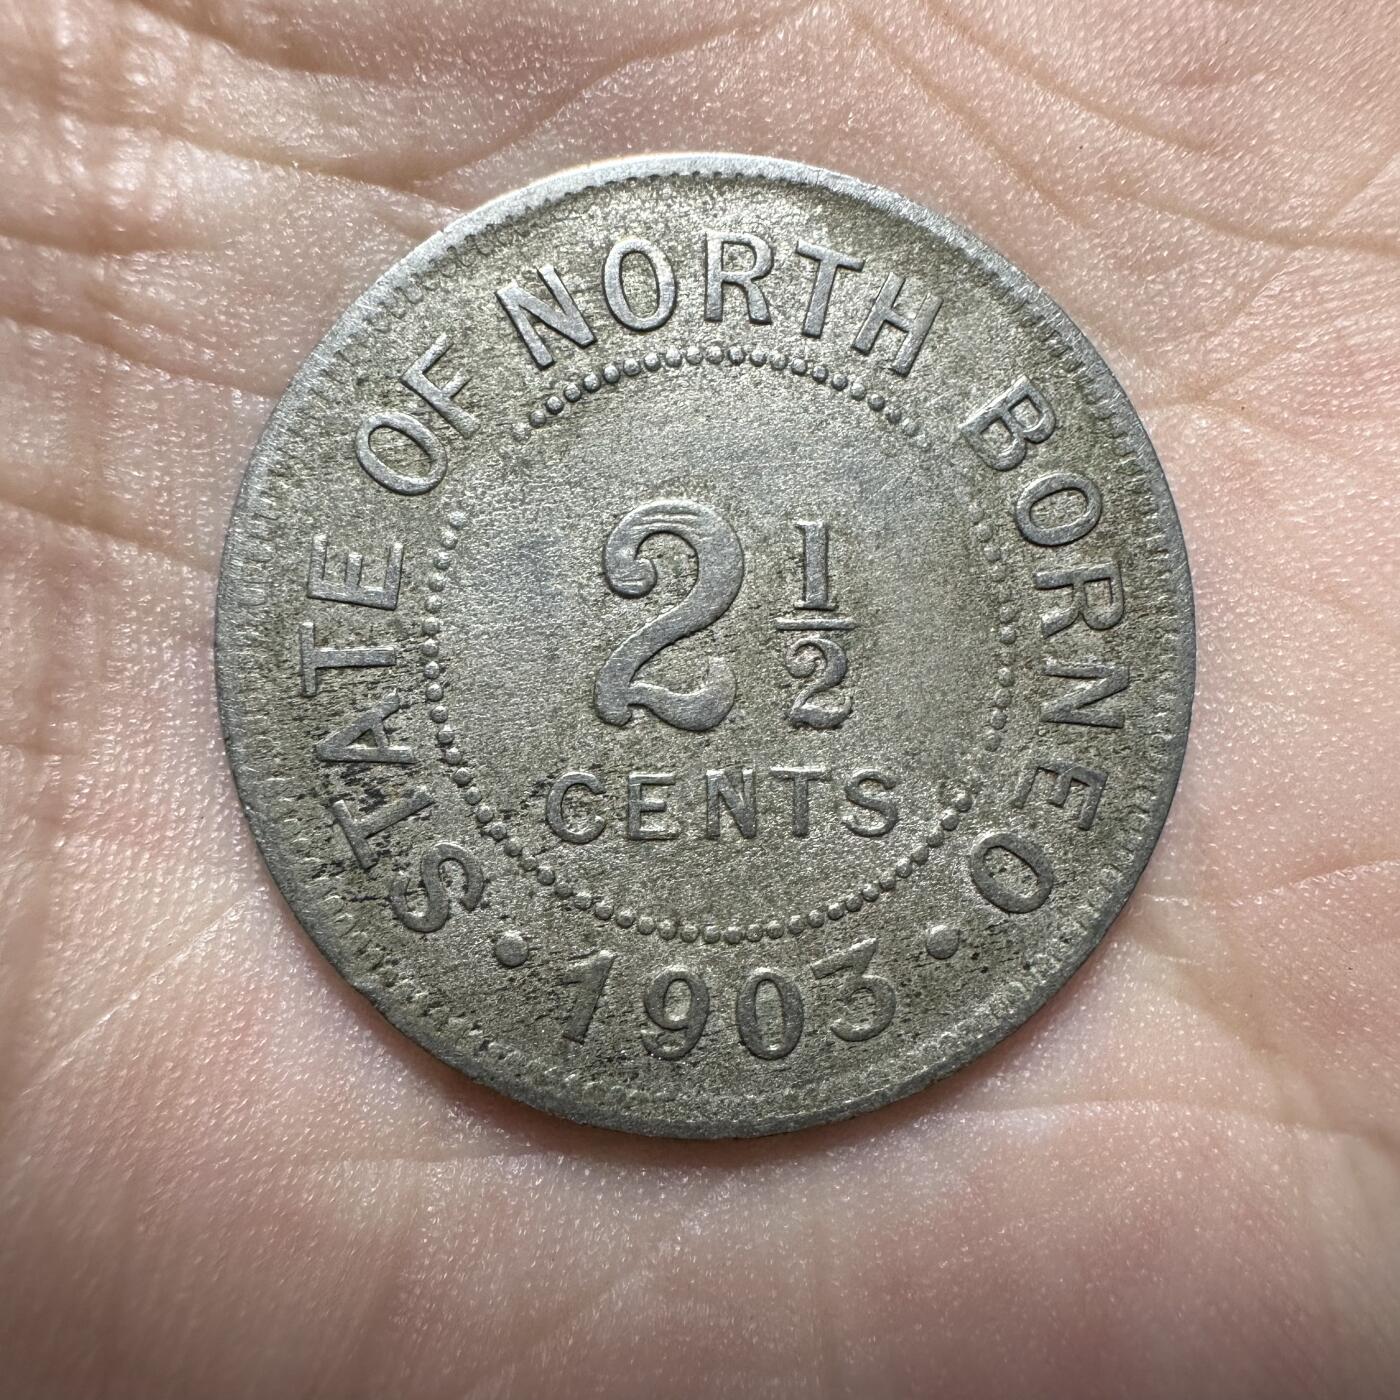 STATE OF NORTH BORNEO
2 1/2
CENTS
• 1903 •